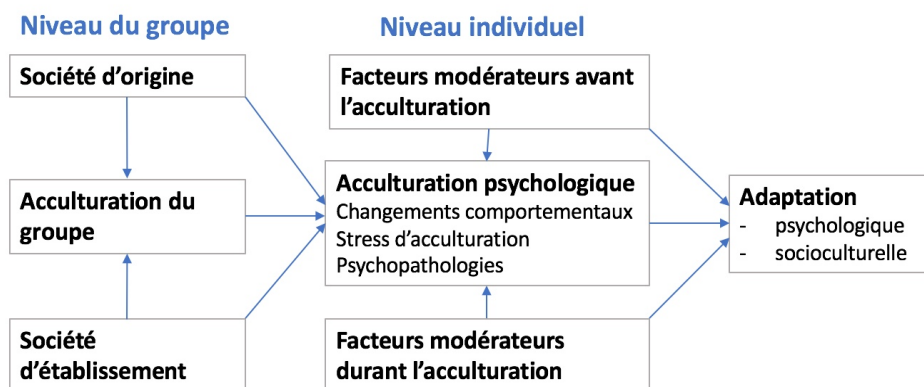 Niveau du groupe
Niveau individuel
Société d’origine
Facteurs modérateurs avant
l’acculturation
Acculturation du
groupe
Acculturation psychologique
Changements comportementaux
Stress d’acculturation
Psychopathologies
Adaptation
- psychologique
- socioculturelle
Société
d’établissement
Facteurs modérateurs
durant l’acculturation